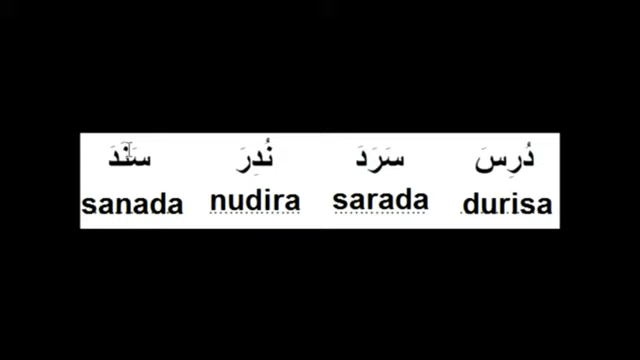 دُرِسَ سَرَدَ نُدِرَ سَنَدَ
sanada nudira sarada durisa